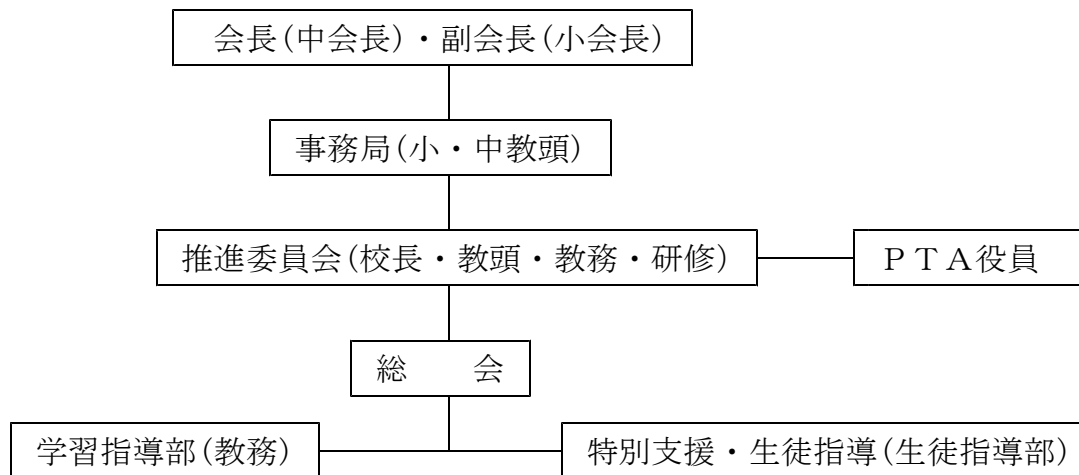 会長(中会長)・副会長(小会長)
事務局(小・中教頭)
推進委員会(校長・教頭・教務・研修)
ＰＴＡ役員
総　　会
学習指導部(教務)
特別支援・生徒指導(生徒指導部)